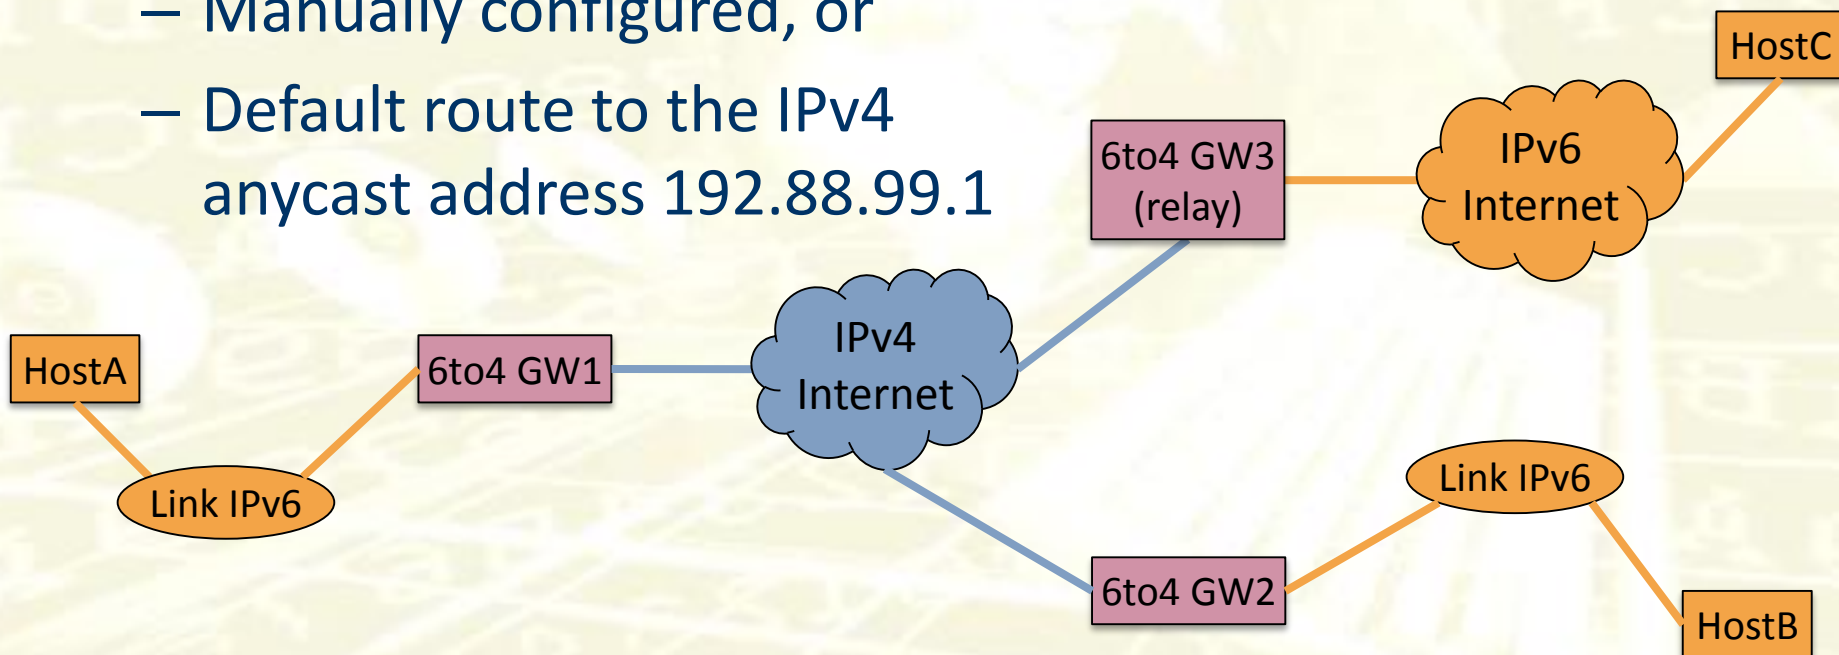 – Manually configured, or
– Default route to the IPv4
anycast address 192.88.99.1
HostC
6to4 GW3
(relay)
IPv6
Internet
HostA
6to4 GW1
IPv4
Internet
Link IPv6
Link IPv6
6to4 GW2
HostB